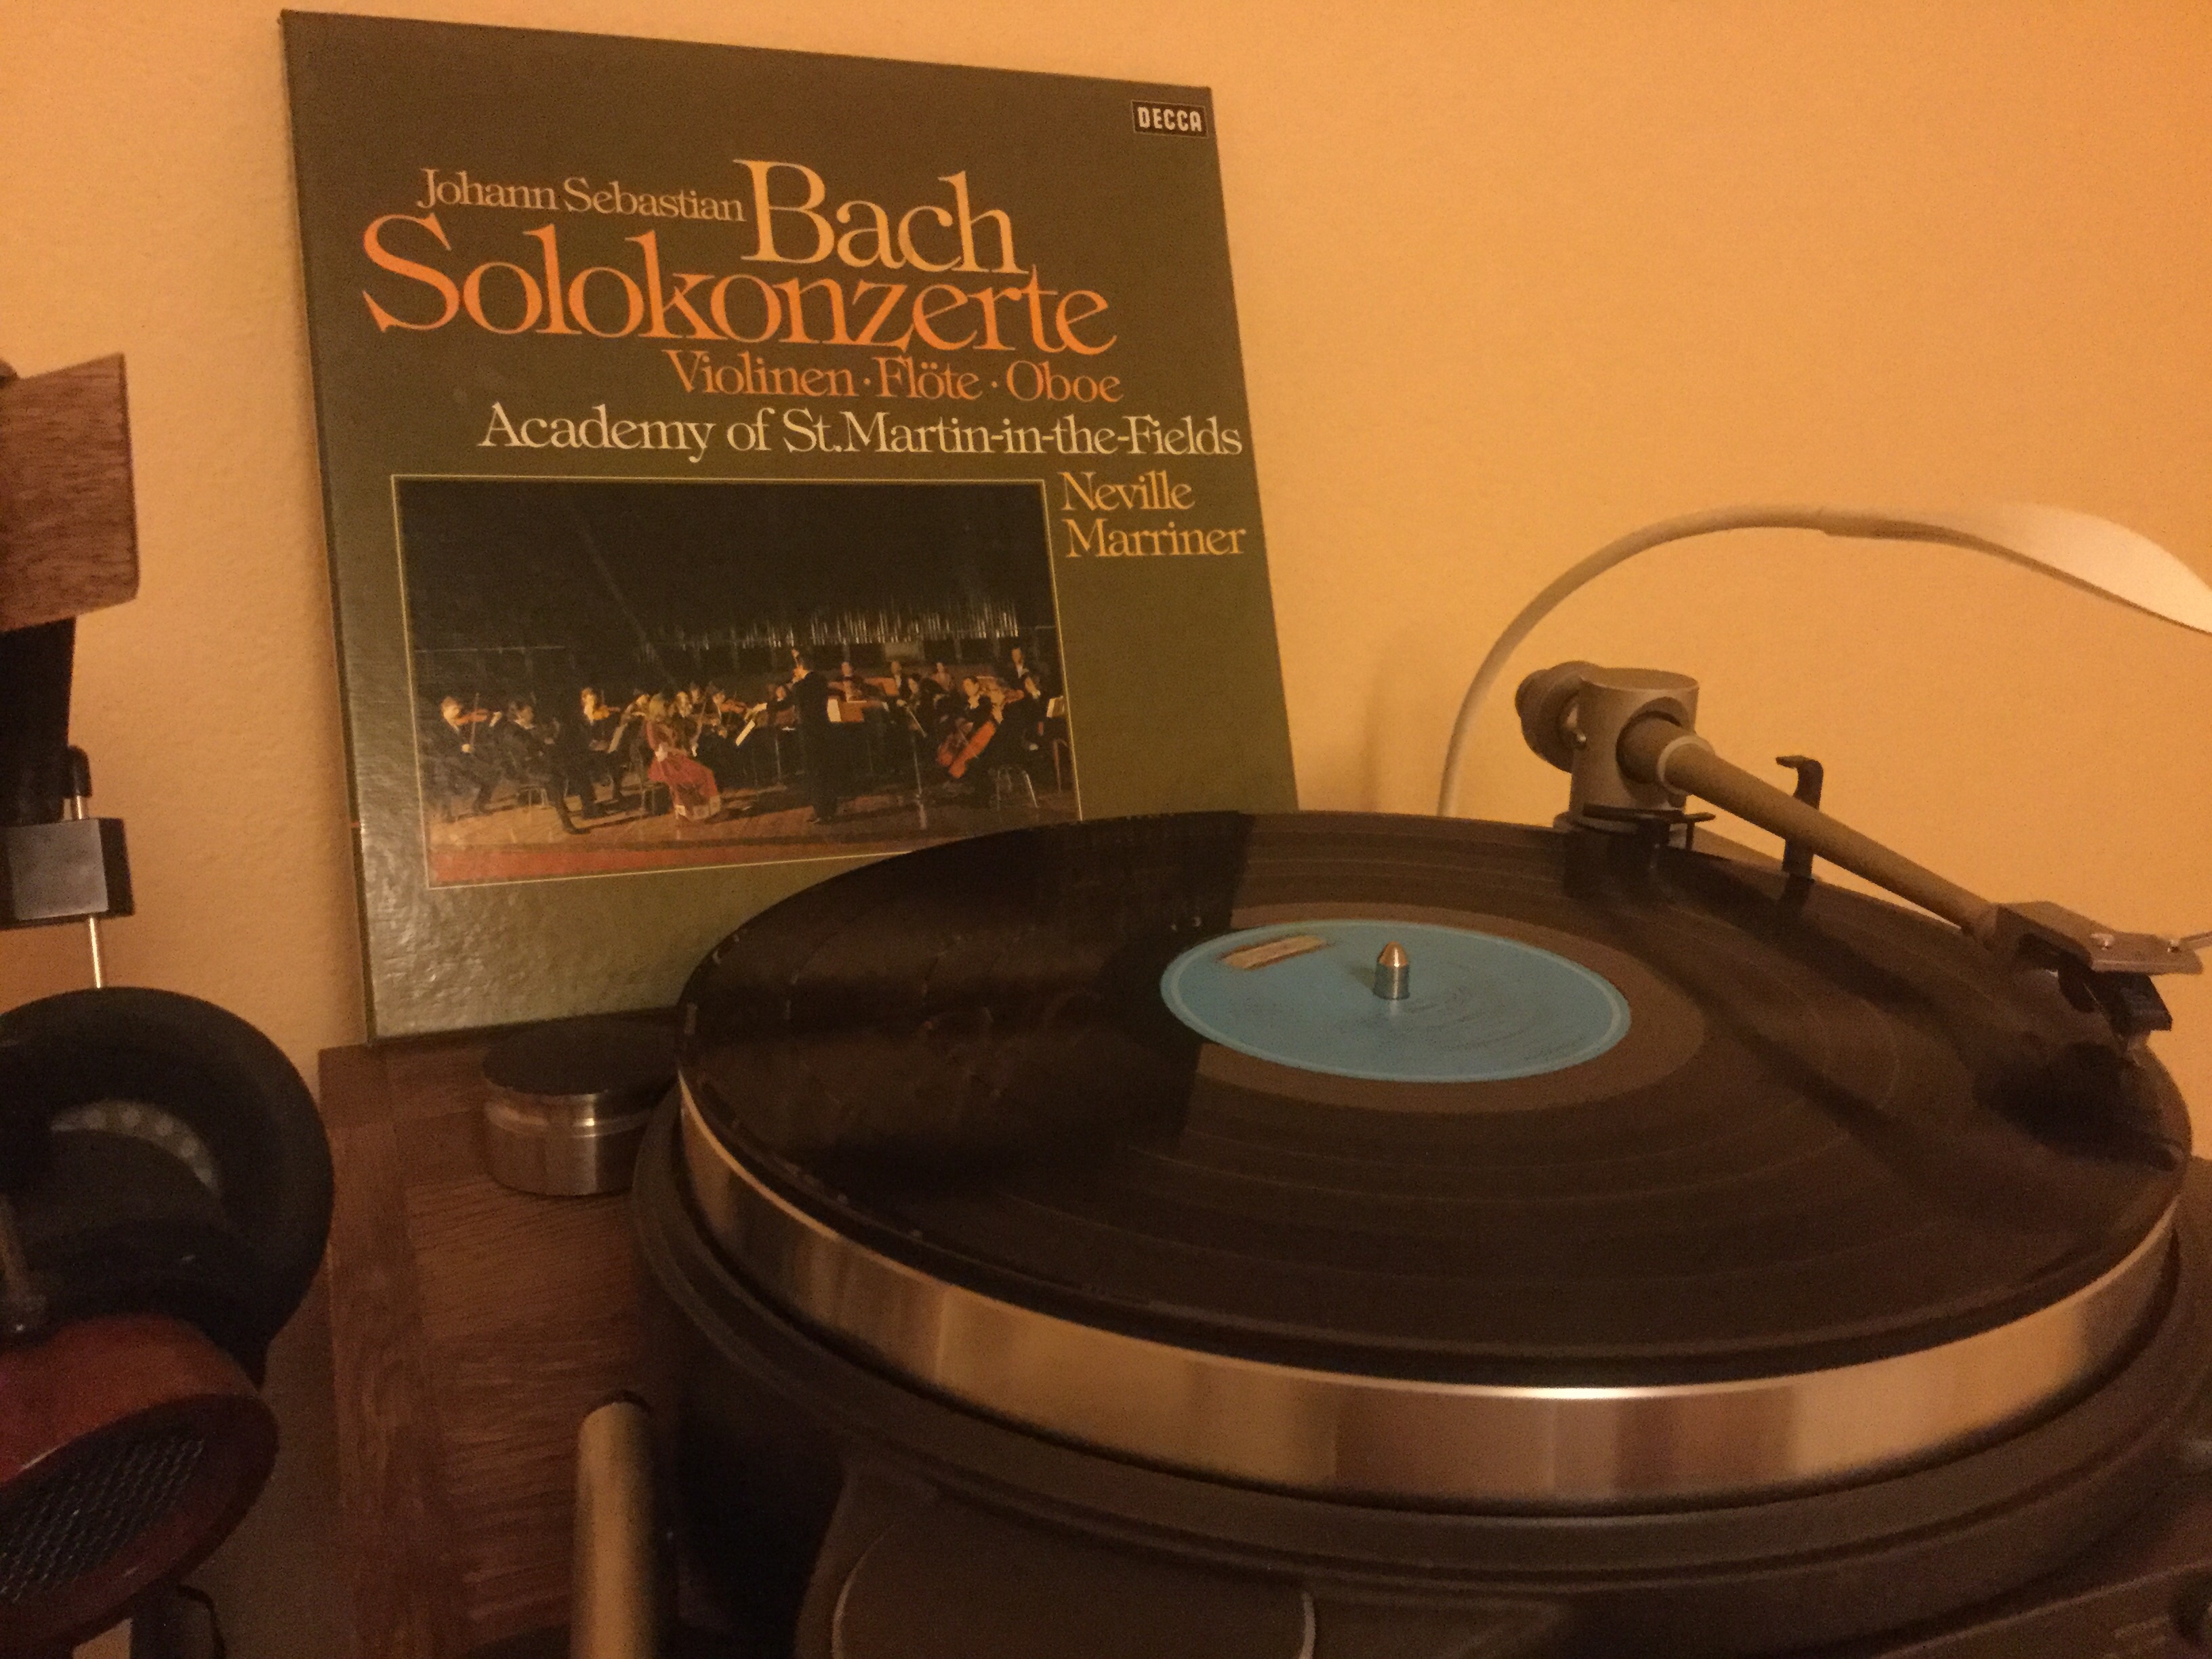 DECCA
Johann Sebastian Bach
Solokonzerte
Violinen · Flöte · Oboe
Academy of St.Martin-in-the-Fields
Neville
Marriner